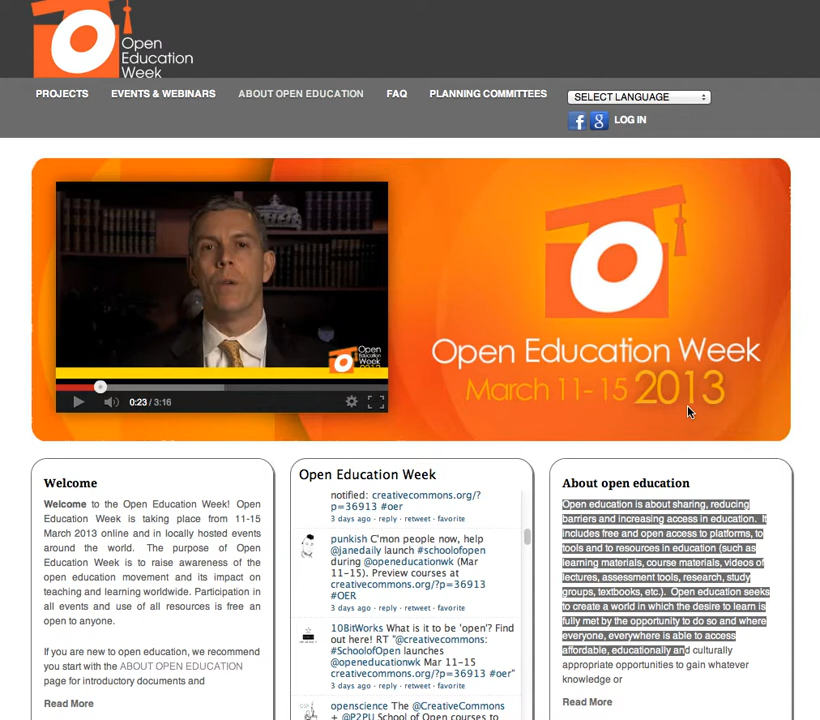 Open
Education
Week
PROJECTS
EVENTS & WEBINARS
ABOUT OPEN EDUCATION
FAQ
PLANNING COMMITTEES
SELECT LANGUAGE
f
g
LOG IN
Open
Education
Week
0:23 / 3:16
Open Education Week
March 11-15 2013
Welcome
Welcome to the Open Education Week! Open
Education Week is taking place from 11-15
March 2013 online and in locally hosted events
around the world. The purpose of Open
Education Week is to raise awareness of the
open education movement and its impact on
teaching and learning worldwide. Participation in
all events and use of all resources is free an
open to anyone.
If you are new to open education, we recommend
you start with the ABOUT OPEN EDUCATION
page for introductory documents and
Read More
Open Education Week
notified: creativecommons.org/?
p=36913 #oer
3 days ago · reply · retweet · favorite
punkish C'mon people now, help
@janedaily launch #schoolofopen
during @openeducationwk (Mar
11-15). Preview courses at
creativecommons.org/?p=36913
#OER
3 days ago · reply · retweet · favorite
10BitWorks What is it to be 'open'? Find
out here! RT "@creativecommons:
#SchoolofOpen launches
@openeducationwk Mar 11-15
creativecommons.org/?p=36913 #oer"
3 days ago · reply · retweet · favorite
openscience The @CreativeCommons
+ @P2PU School of Open courses to
About open education
Open education is about sharing, reducing
barriers and increasing access in education. It
includes free and open access to platforms, to
tools and to resources in education (such as
learning materials, course materials, videos of
lectures, assessment tools, research, study
groups, textbooks, etc.). Open education seeks
to create a world in which the desire to learn is
fully met by the opportunity to do so and where
everyone, everywhere is able to access
affordable, educationally and culturally
appropriate opportunities to gain whatever
knowledge or
Read More